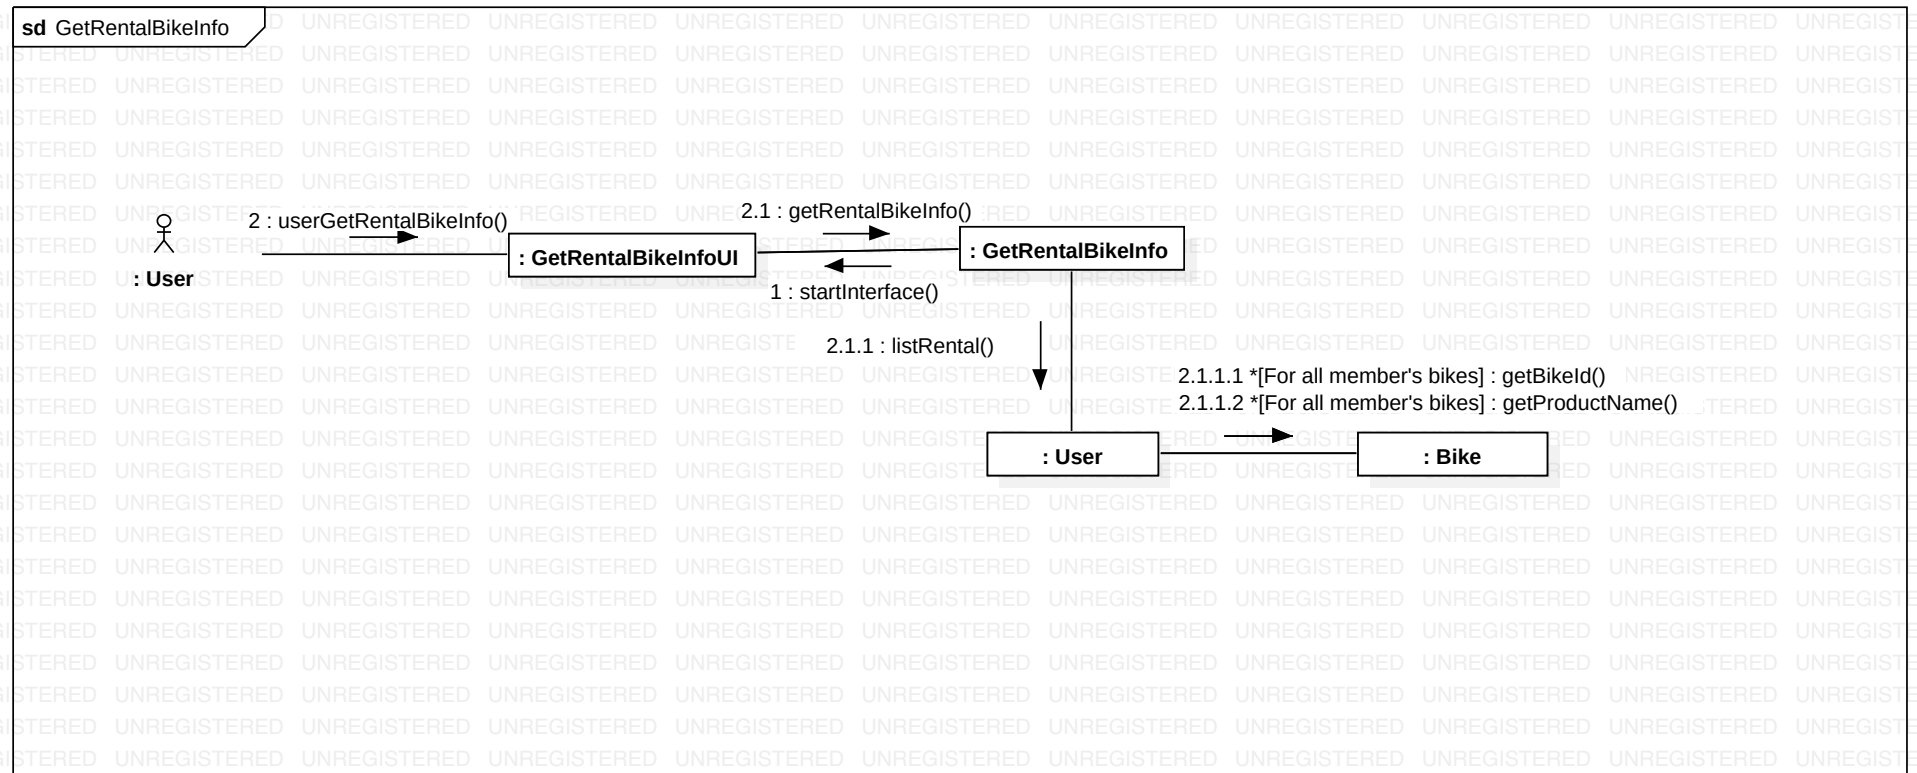 sd GetRentalBikeInfo
2 : userGetRentalBikeInfo()
2.1 : getRentalBikeInfo()
: User
: GetRentalBikeInfoUI
: GetRentalBikeInfo
1 : startInterface()
2.1.1 : listRental()
2.1.1.1 *[For all member's bikes] : getBikeId()
2.1.1.2 *[For all member's bikes] : getProductName()
: User
: Bike
UNREGISTERED